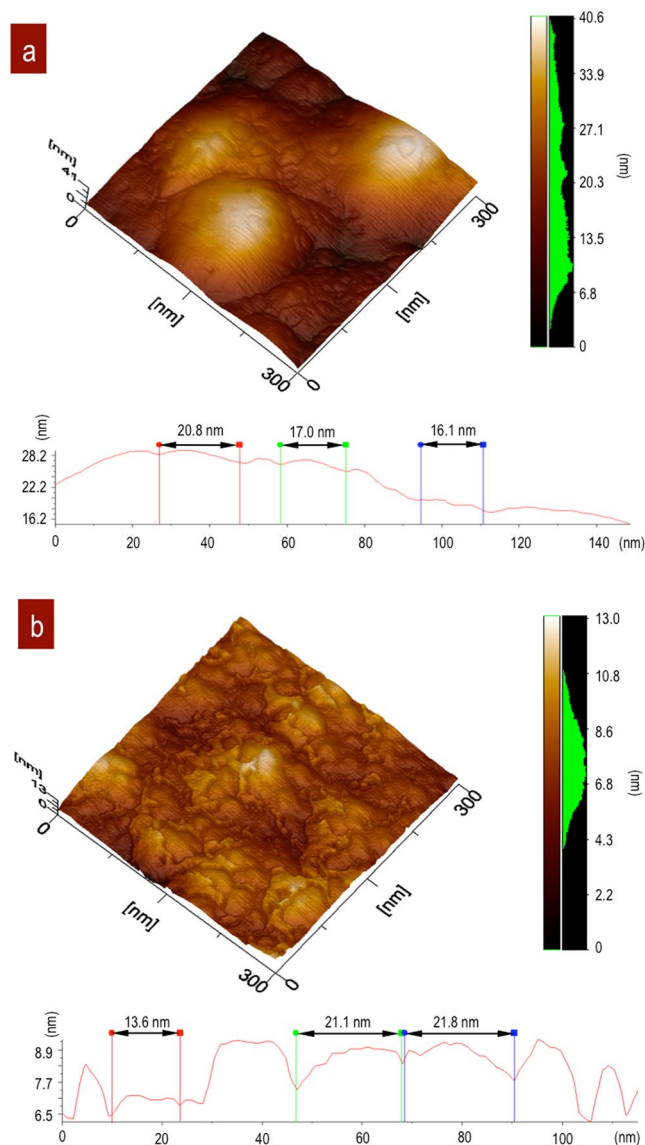 a
[nm]
41
0
0
[nm]
300
0
[nm]
300
40.6
33.9
27.1
20.3
13.5
6.8
0
(nm)
(nm)
28.2
22.2
16.2
20.8 nm
17.0 nm
16.1 nm
0 20 40 60 80 100 120 140 (nm)
b
[nm]
13
0
0
[nm]
300
0
[nm]
300
13.0
10.8
8.6
6.8
4.3
2.2
0
(nm)
(nm)
8.9
7.7
6.5
13.6 nm
21.1 nm
21.8 nm
0 20 40 60 80 100 (nm)